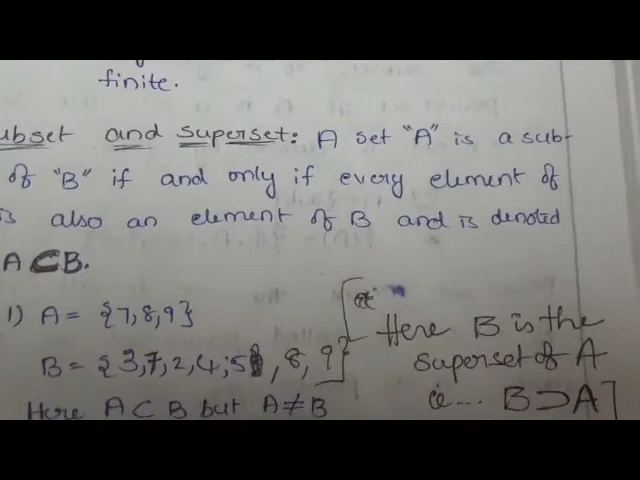 finite.
ubset and superset: A set "A" is a sub-
of "B" if and only if every element of
is also an element of B and is denoted
A ⊂ B.
1) A = {7,8,9}
B = {3,7,2,4,5, 8, 9}
Here B is the
superset of A
ie... B⊃A]
Here A⊂B but A≠B